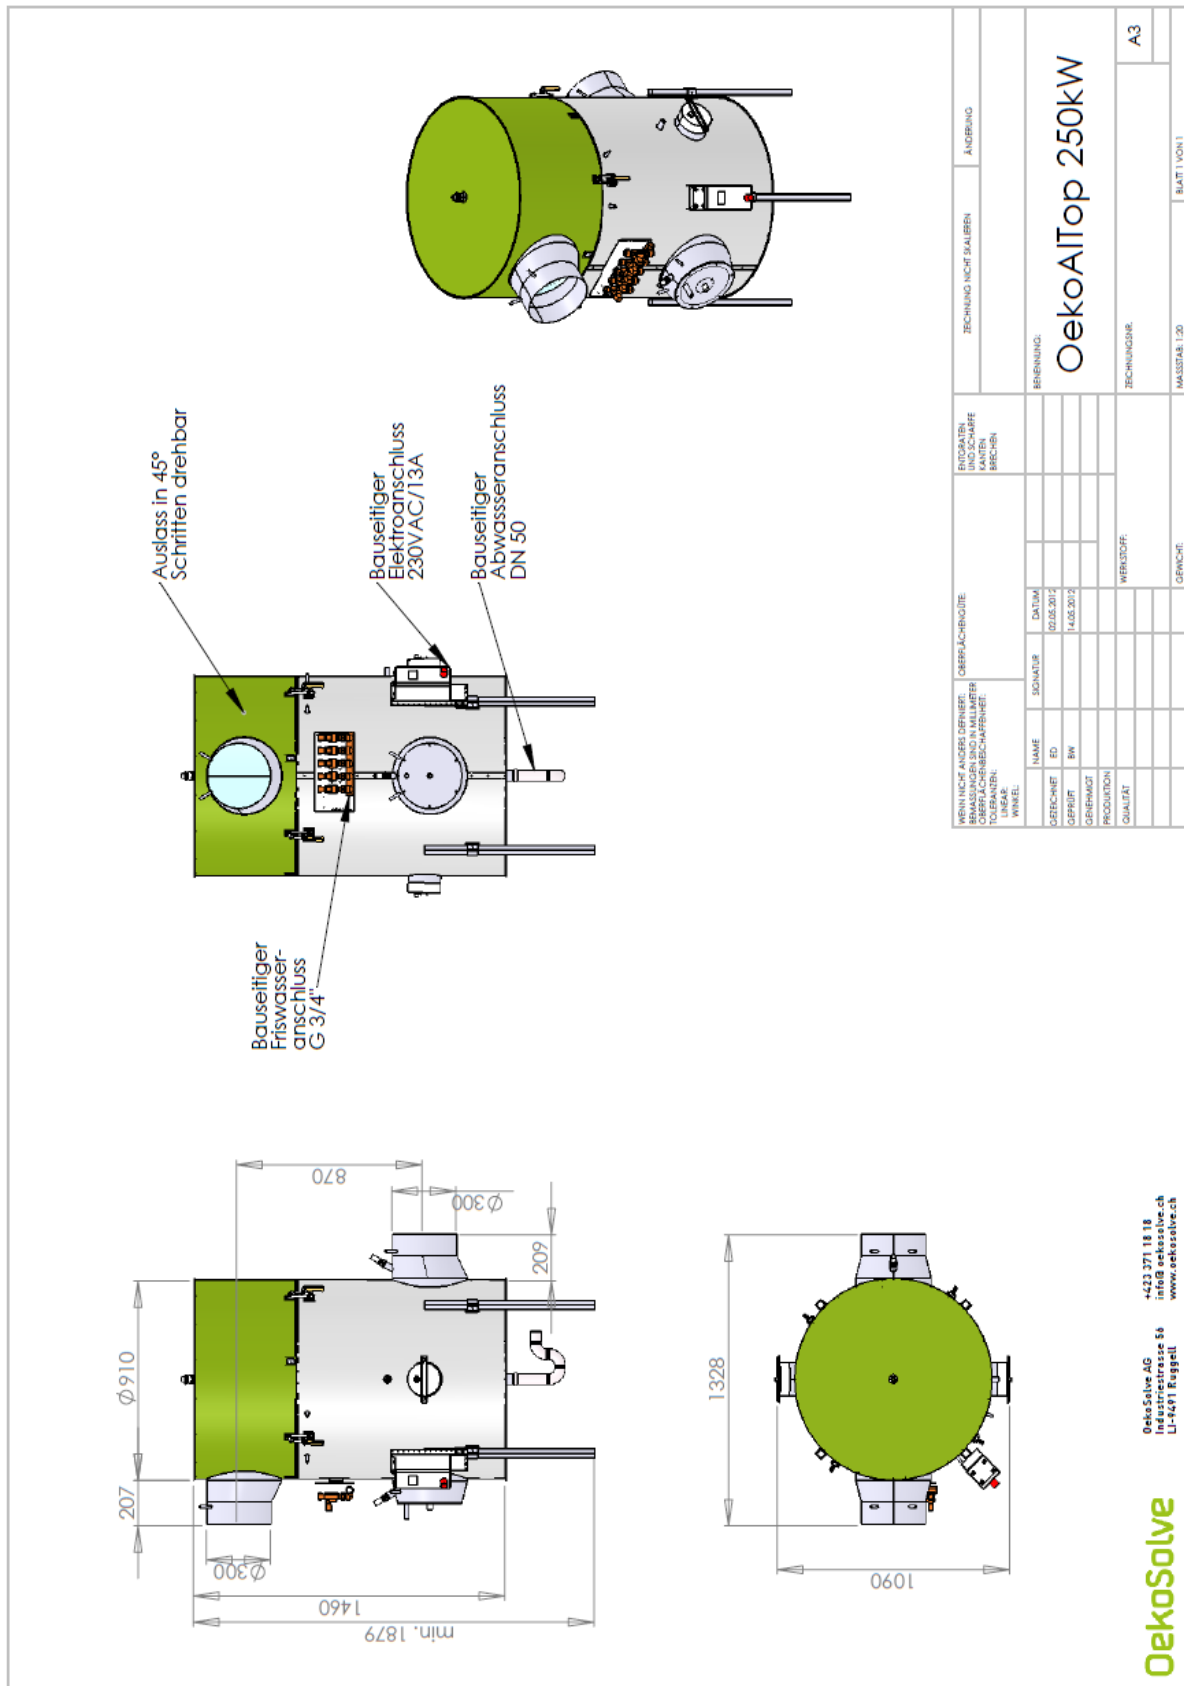 Auslass in 45°
Schritten drehbar
Bauseitiger
Elektroanschluss
230VAC/13A
Bauseitiger
Abwasseranschluss
DN 50
Bauseitiger
Friswasser-
anschluss
G 3/4"
Ø910
207
Ø300
1460
min. 1879
870
Ø300
209
1328
1090
WENN NICHT ANDERS DEFINIERT:
BEMASSUNGEN SIND IN MILLIMETER
OBERFLÄCHENBESCHAFFENHEIT:
TOLERANZEN:
LINEAR:
WINKEL:
OBERFLÄCHENGÜTE:
ENTGRATEN
UND SCHARFE
KANTEN
BRECHEN
ZEICHNUNG NICHT SKALIEREN
ÄNDERUNG
NAME
SIGNATUR
DATUM
GEZEICHNET
ED
02.05.2012
GEPRÜFT
BW
14.05.2012
GENEHMIGT
PRODUKTION
QUALITÄT
BENENNUNG:
OekoAlTop 250kW
WERKSTOFF:
ZEICHNUNGSNR.
A3
GEWICHT:
MASSSTAB: 1:20
BLATT 1 VON 1
OekoSolve
OekoSolve AG
Industriestrasse 56
LI-9491 Ruggell
+423 371 18 18
info@oekosolve.ch
www.oekosolve.ch